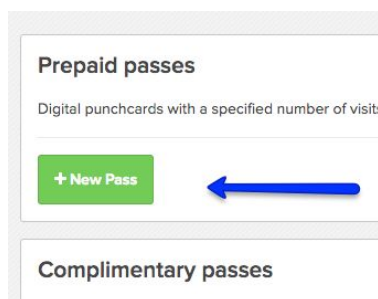 Prepaid passes
Digital punchcards with a specified number of visits
+ New Pass
Complimentary passes